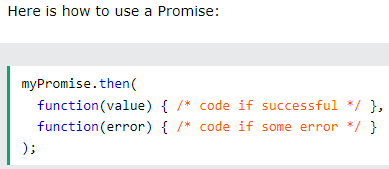 Here is how to use a Promise:
myPromise.then(
  function(value) { /* code if successful */ },
  function(error) { /* code if some error */ }
);